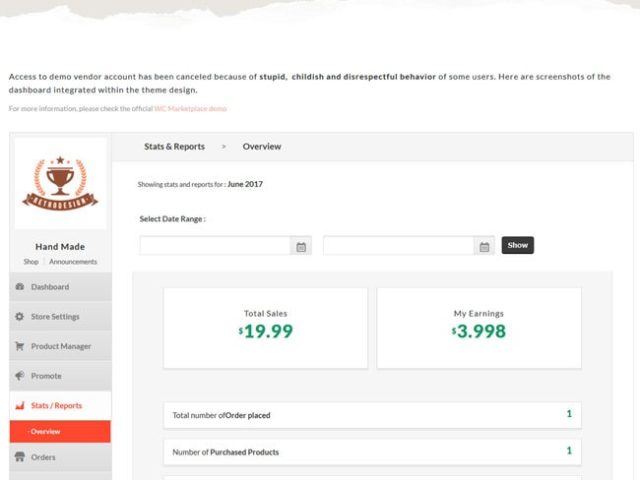 Access to demo vendor account has been canceled because of stupid, childish and disrespectful behavior of some users. Here are screenshots of the
dashboard integrated within the theme design.
For more information, please check the official WC Marketplace demo
RETRODESIGN
Hand Made
Shop | Announcements
Dashboard
Store Settings
Product Manager
Promote
Stats / Reports
- Overview
Orders
Stats & Reports > Overview
Showing stats and reports for : June 2017
Select Date Range :
Show
Total Sales
$19.99
My Earnings
$3.998
Total number ofOrder placed 1
Number of Purchased Products 1